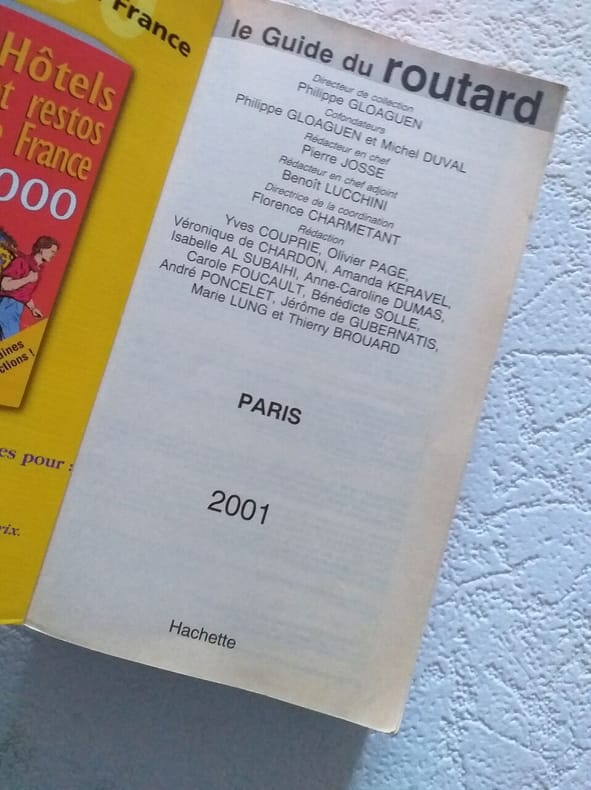 France
Hôtels
et restos
France
000
ctions !
es pour :
rix.
le Guide du routard
Directeur de collection
Philippe GLOAGUEN
Cofondateurs
Philippe GLOAGUEN et Michel DUVAL
Rédacteur en chef
Pierre JOSSE
Rédacteur en chef adjoint
Benoît LUCCHINI
Directrice de la coordination
Florence CHARMETANT
Rédaction
Yves COUPRIE, Olivier PAGE,
Véronique de CHARDON, Amanda KERAVEL,
Isabelle AL SUBAIHI, Anne-Caroline DUMAS,
Carole FOUCAULT, Bénédicte SOLLE,
André PONCELET, Jérôme de GUBERNATIS,
Marie LUNG et Thierry BROUARD
PARIS
2001
Hachette